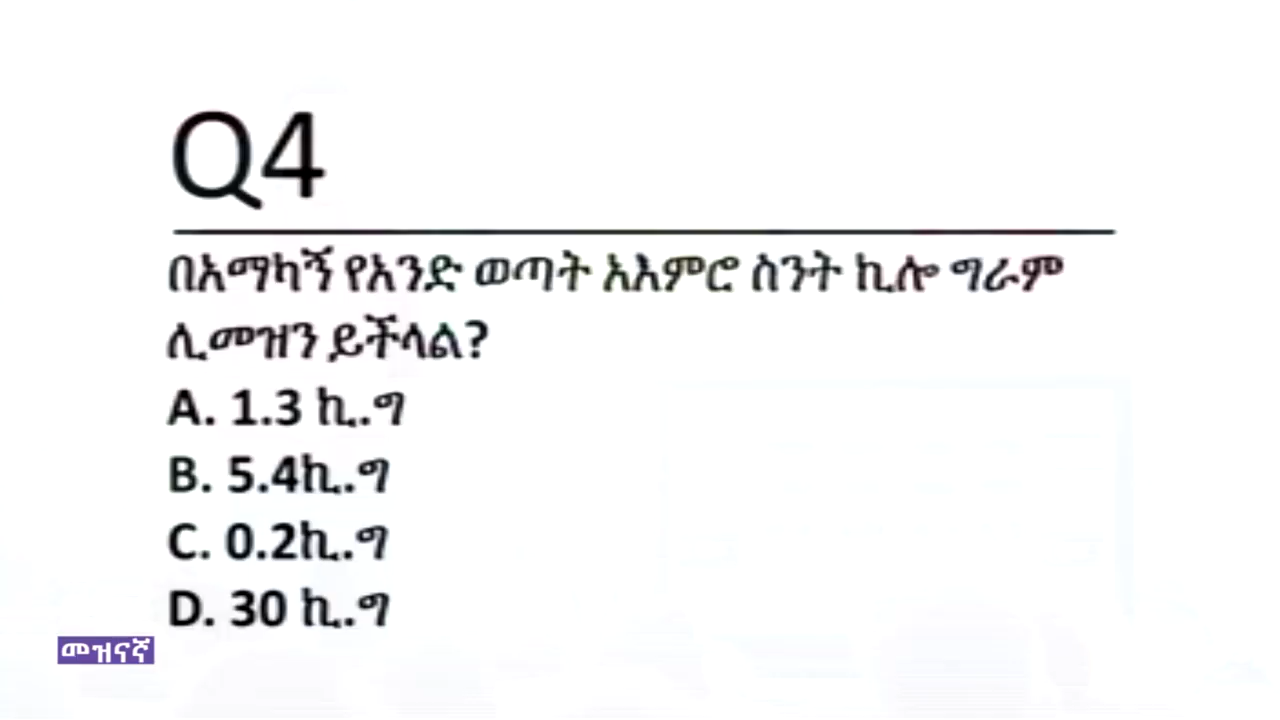 Q4
በአማካኝ የአንድ ወጣት አእምሮ ስንት ኪሎ ግራም
ሊመዝን ይችላል?
A. 1.3 ኪ.ግ
B. 5.4ኪ.ግ
C. 0.2ኪ.ግ
D. 30 ኪ.ግ
መዝናኛ